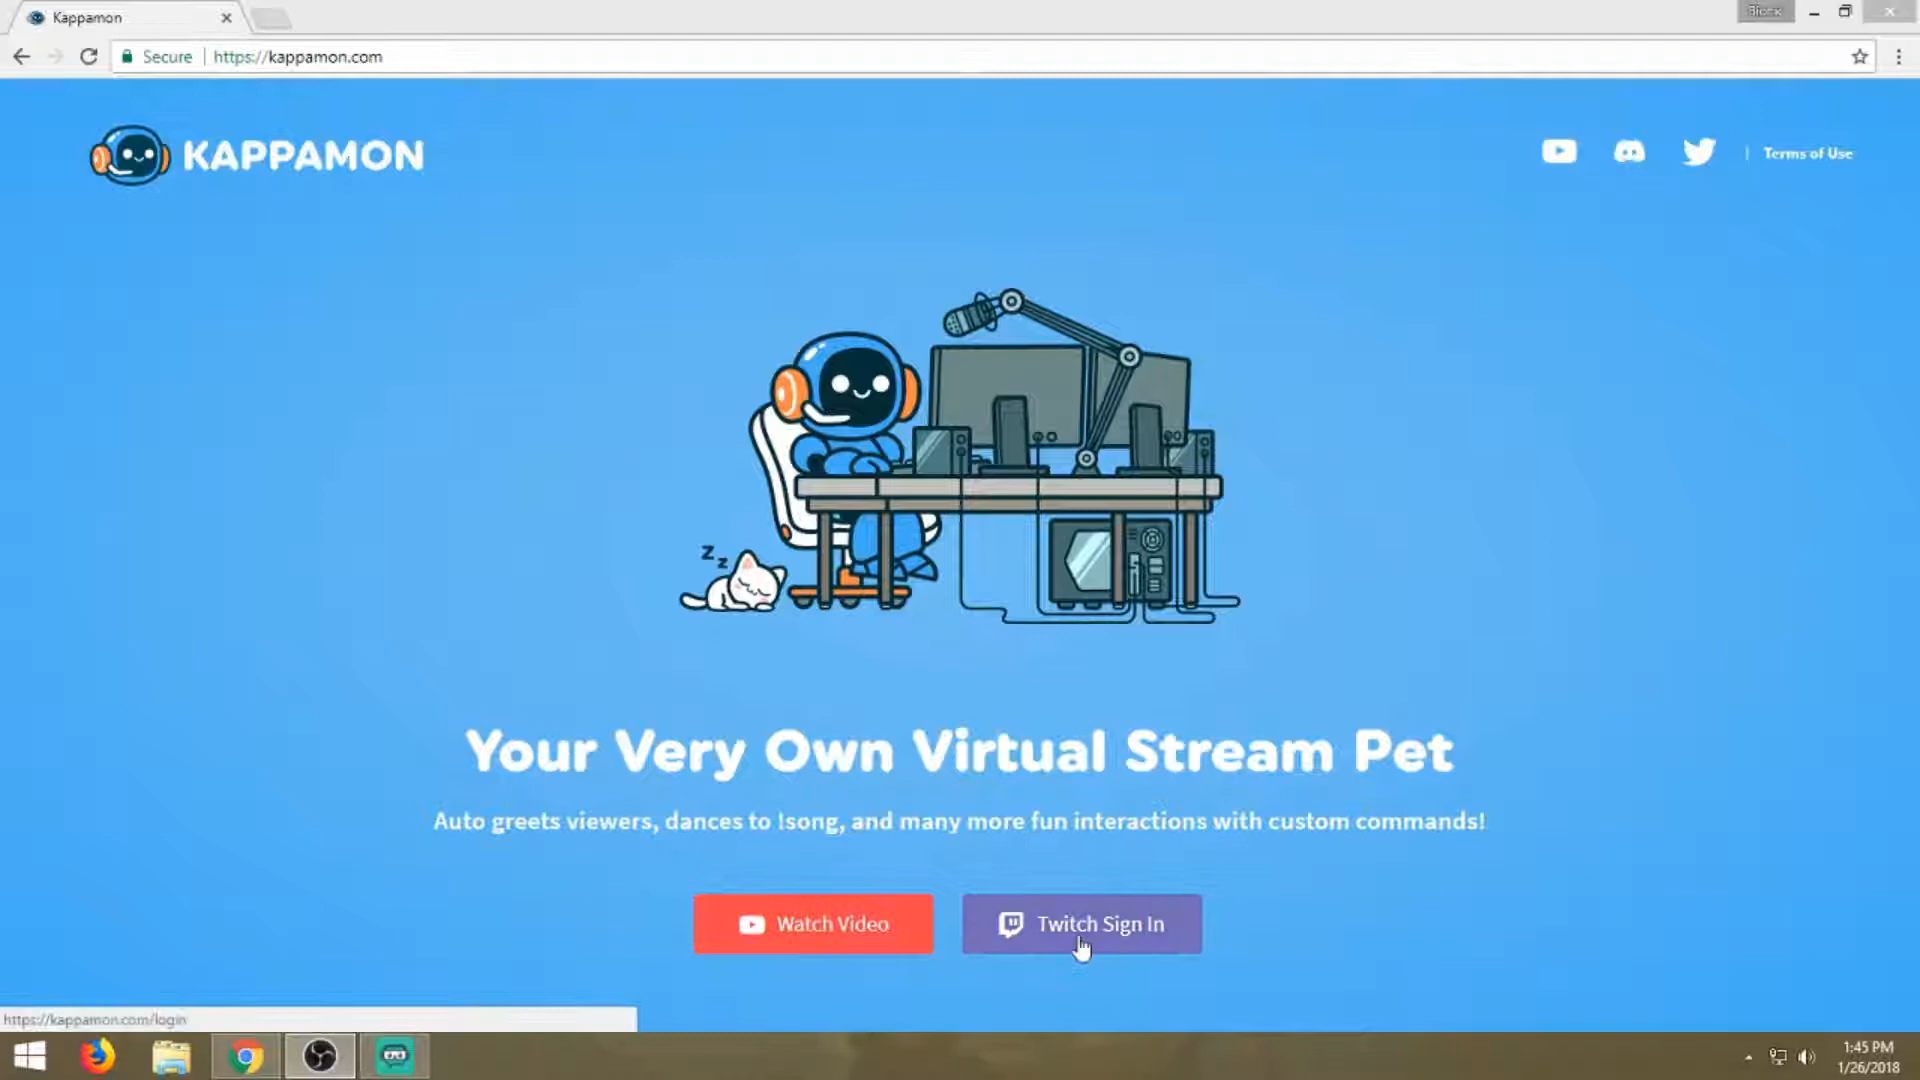 Kappamon
Bionx
Secure
https://kappamon.com
KAPPAMON
Terms of Use
Z
z
Your Very Own Virtual Stream Pet
Auto greets viewers, dances to !song, and many more fun interactions with custom commands!
Watch Video
Twitch Sign In
https://kappamon.com/login
1:45 PM
1/26/2018